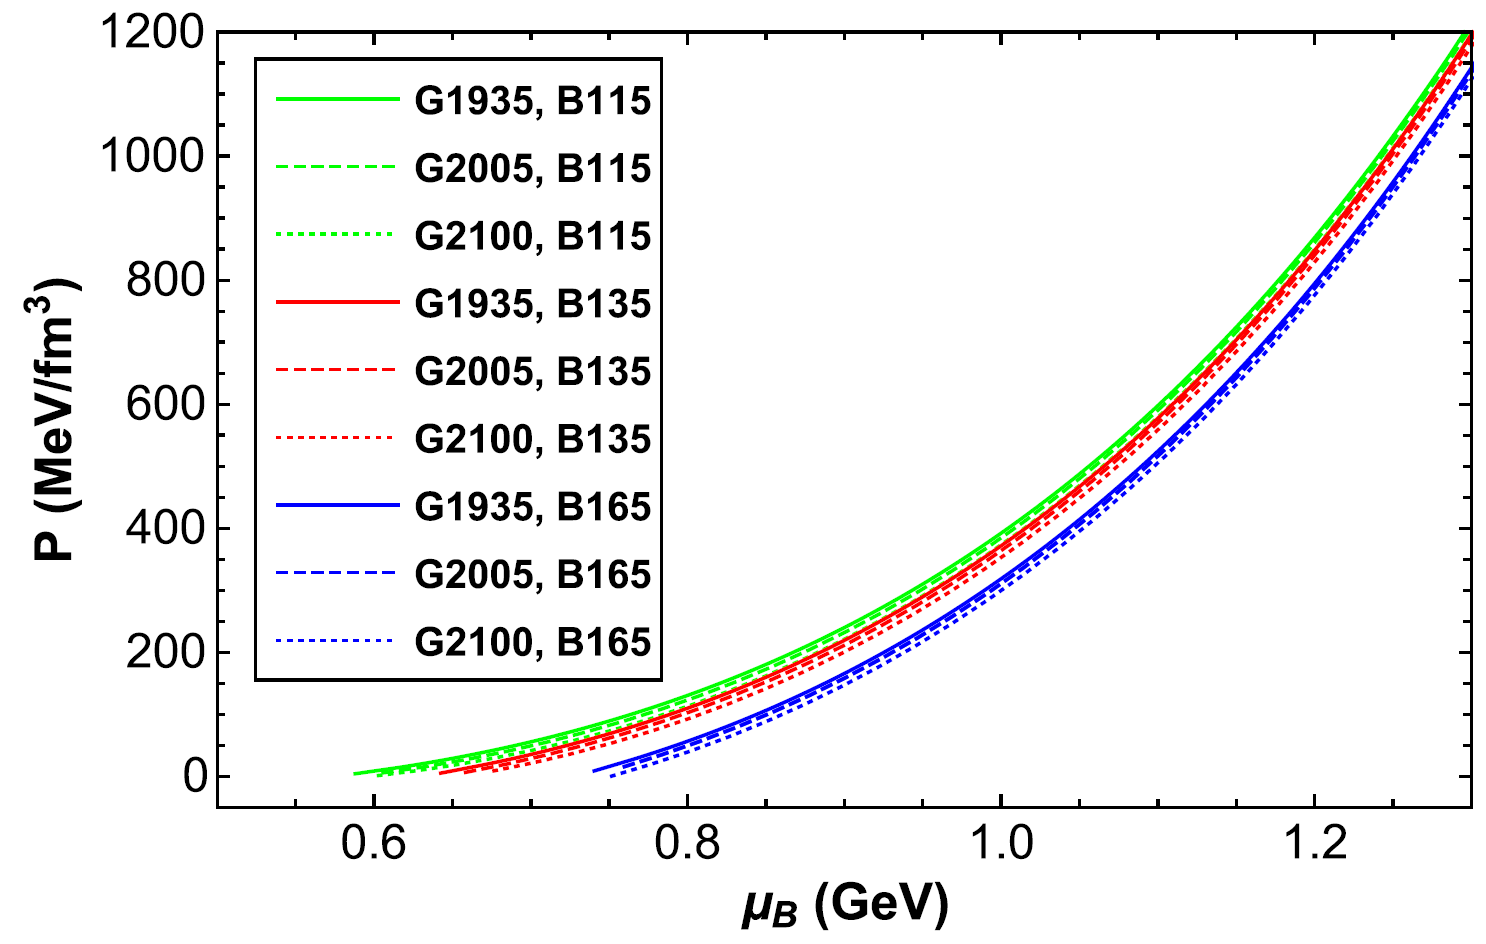 1200
1000
800
600
400
200
0
P (MeV/fm³)
G1935, B115
G2005, B115
G2100, B115
G1935, B135
G2005, B135
G2100, B135
G1935, B165
G2005, B165
G2100, B165
0.6 0.8 1.0 1.2
μ_B (GeV)